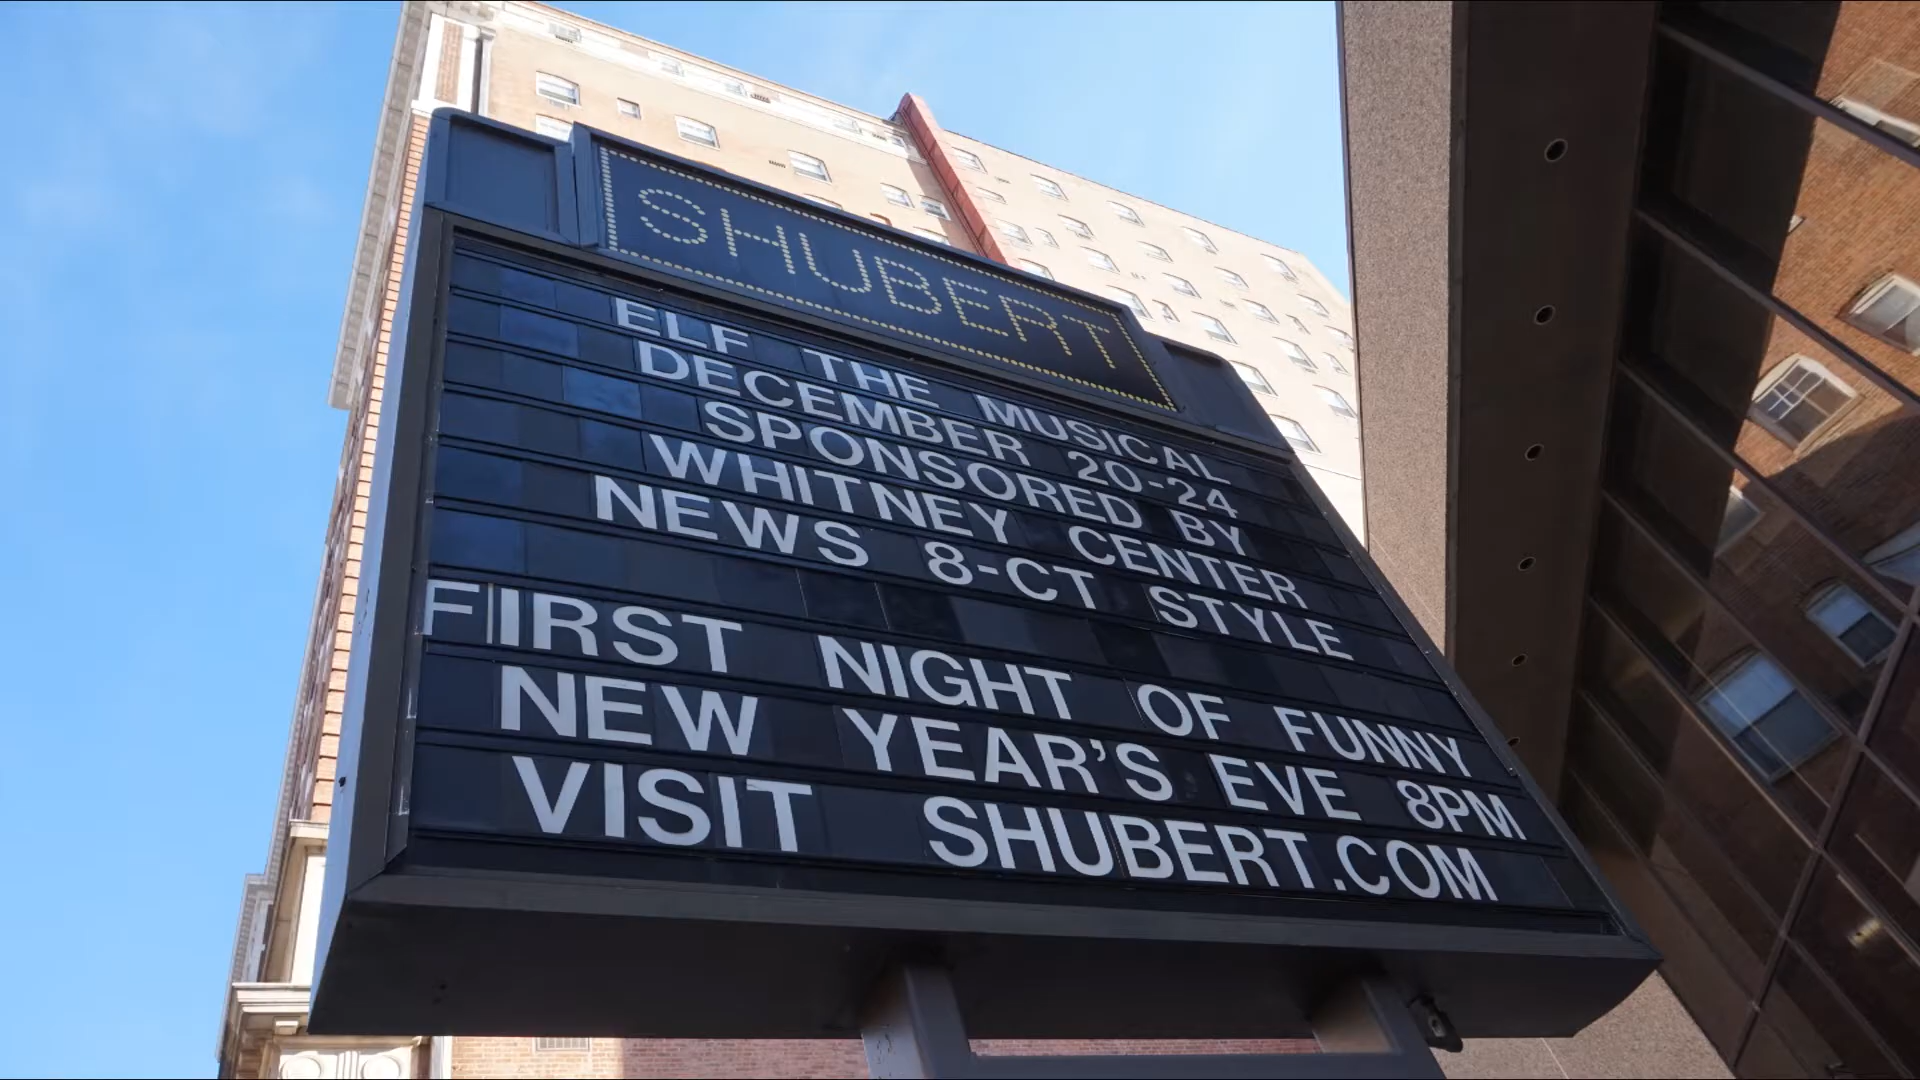 SHUBERT
ELF THE MUSICAL
DECEMBER 20-24
SPONSORED BY
WHITNEY CENTER
NEWS 8-CT STYLE
FIRST NIGHT OF FUNNY
NEW YEAR'S EVE 8PM
VISIT SHUBERT.COM